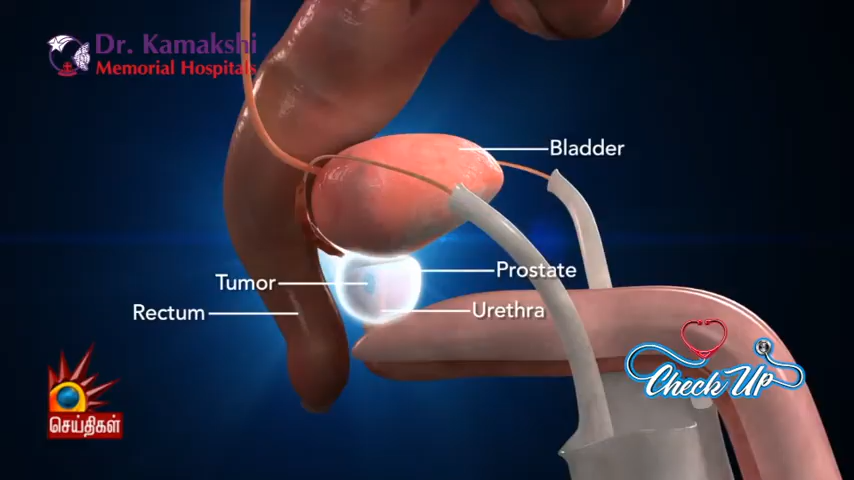 Dr. Kamakshi
Memorial Hospitals
Bladder
Prostate
Tumor
Urethra
Rectum
Check Up
செய்திகள்